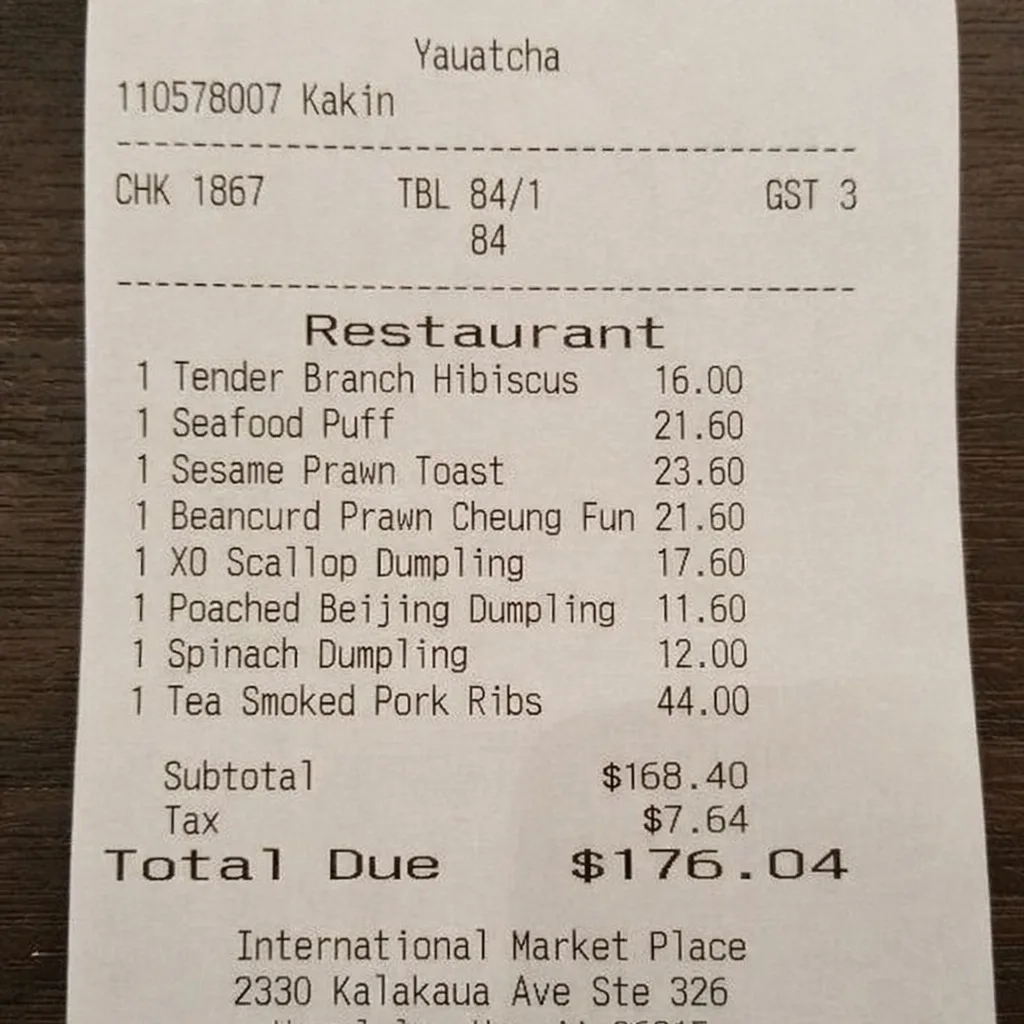 Yauatcha
110578007 Kakin
--------------------------------------
CHK 1867 TBL 84/1 GST 3
84
--------------------------------------
Restaurant
1 Tender Branch Hibiscus 16.00
1 Seafood Puff 21.60
1 Sesame Prawn Toast 23.60
1 Beancurd Prawn Cheung Fun 21.60
1 XO Scallop Dumpling 17.60
1 Poached Beijing Dumpling 11.60
1 Spinach Dumpling 12.00
1 Tea Smoked Pork Ribs 44.00
Subtotal $168.40
Tax $7.64
Total Due $176.04
International Market Place
2330 Kalakaua Ave Ste 326